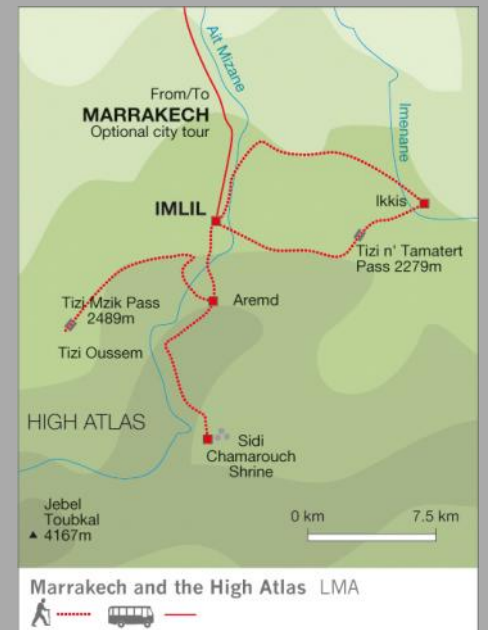 Ait Mizane
From/To
MARRAKECH
Optional city tour
Imenane
IMLIL
Ikkis
Tizi n' Tamatert
Pass 2279m
Tizi Mzik Pass
2489m
Aremd
Tizi Oussem
HIGH ATLAS
Sidi
Chamarouch
Shrine
Jebel
Toubkal
4167m
0 km 7.5 km
Marrakech and the High Atlas LMA